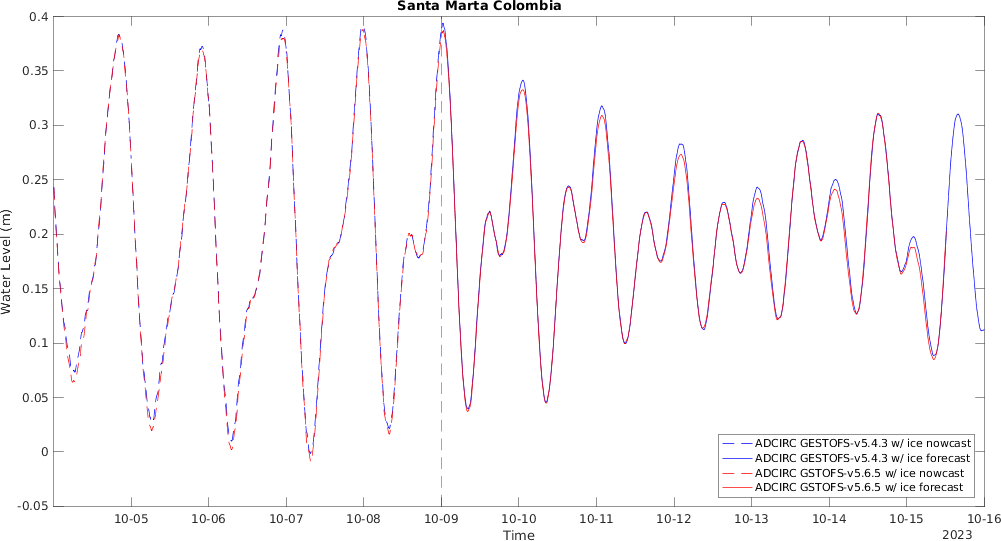 Santa Marta Colombia
0.4
0.35
0.3
0.25
0.2
0.15
0.1
0.05
0
-0.05
Water Level (m)
10-05 10-06 10-07 10-08 10-09 10-10 10-11 10-12 10-13 10-14 10-15 10-16
Time
2023
ADCIRC GESTOFS-v5.4.3 w/ ice nowcast
ADCIRC GESTOFS-v5.4.3 w/ ice forecast
ADCIRC GSTOFS-v5.6.5 w/ ice nowcast
ADCIRC GSTOFS-v5.6.5 w/ ice forecast